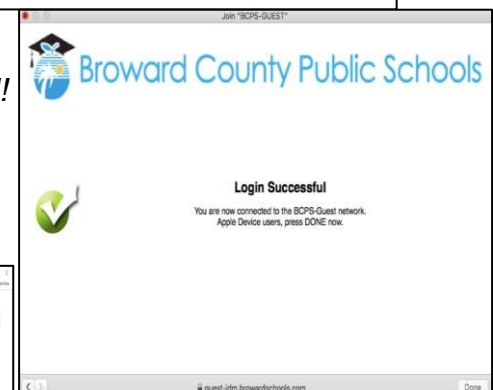 Join "BCPS-GUEST"
Broward County Public Schools
!
Login Successful
You are now connected to the BCPS-Guest network.
Apple Device users, press DONE now.
guest-idm.browardschools.com
Done